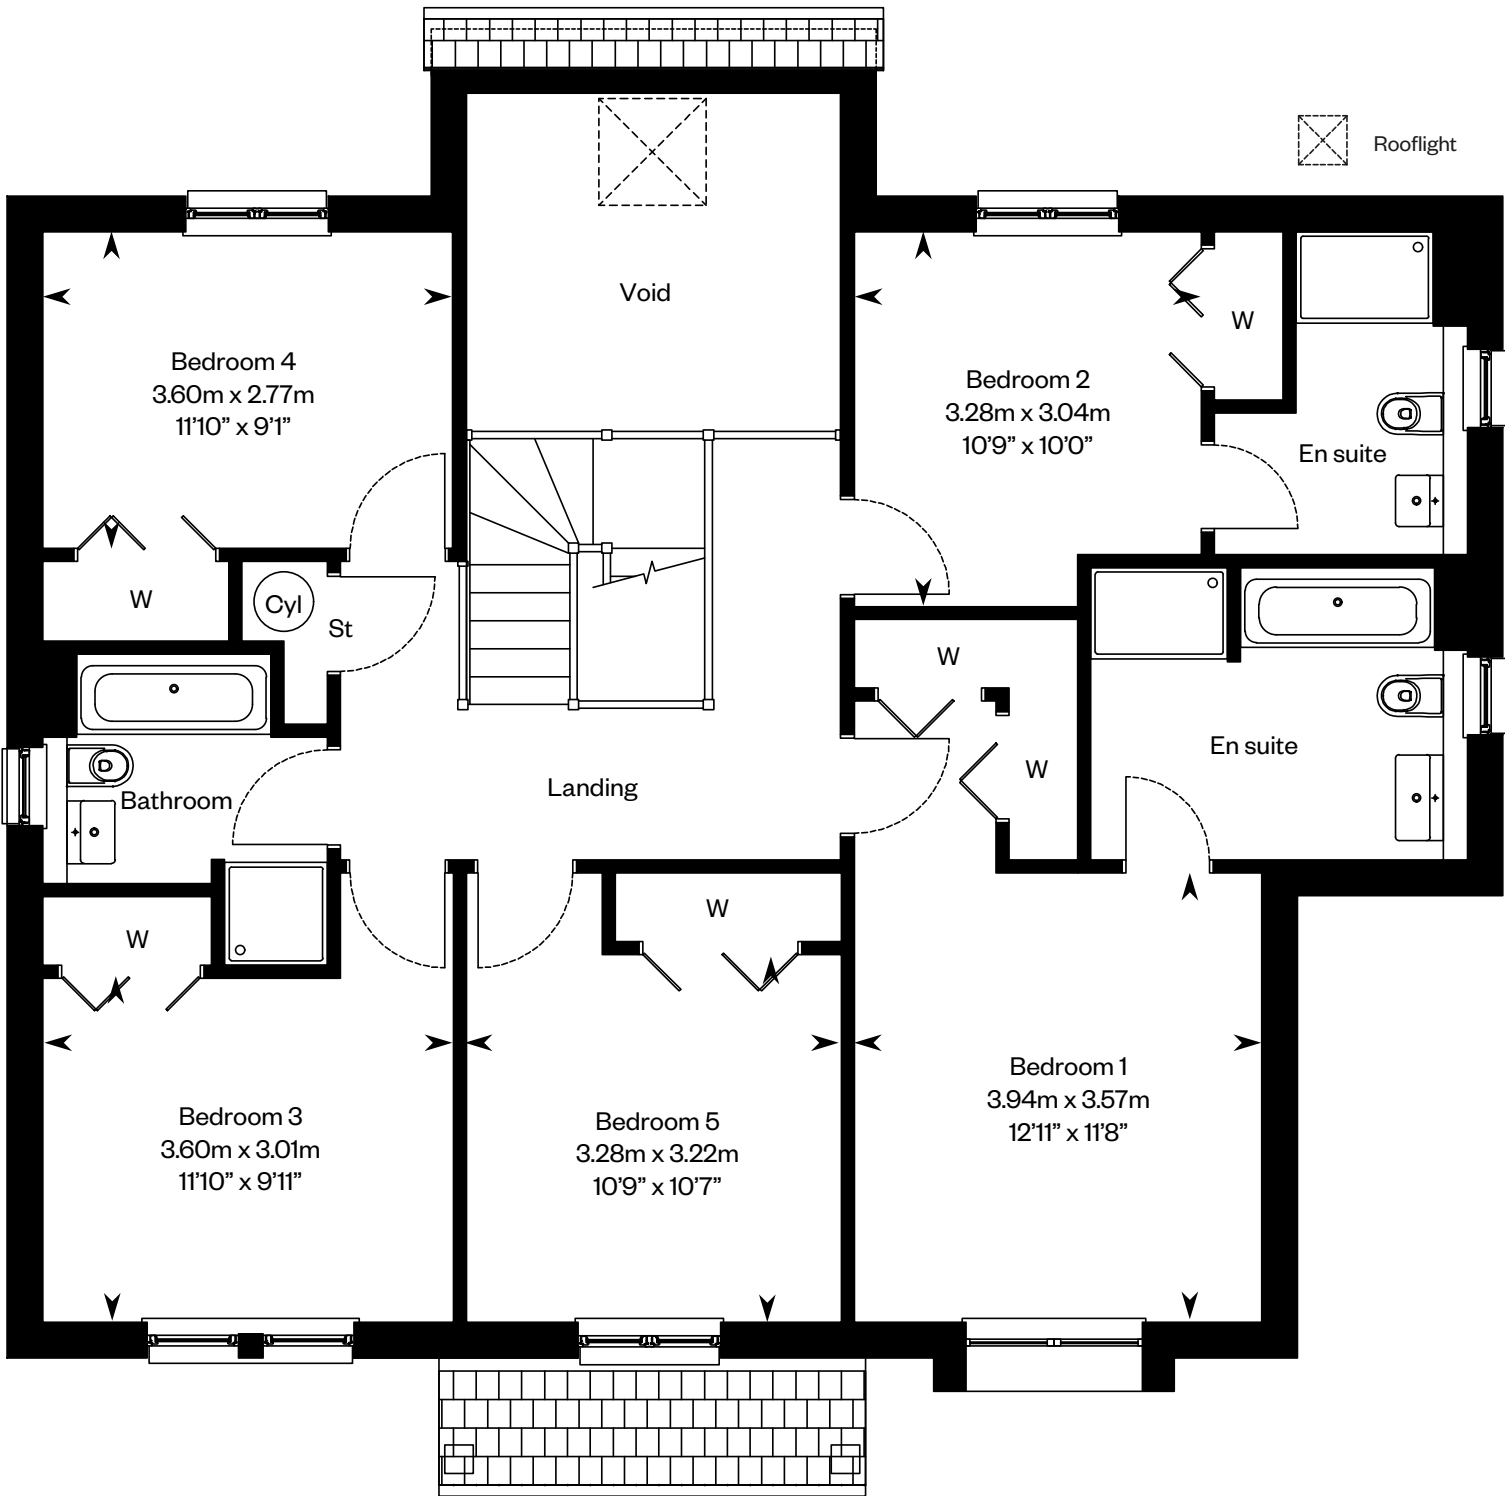 Rooflight
Void
Bedroom 4
3.60m x 2.77m
11'10” x 9'1”
W
Bedroom 2
3.28m x 3.04m
10'9” x 10'0”
W
En suite
Cyl
St
W
W
En suite
Bathroom
Landing
W
W
Bedroom 3
3.60m x 3.01m
11'10” x 9'11”
Bedroom 5
3.28m x 3.22m
10'9” x 10'7”
Bedroom 1
3.94m x 3.57m
12'11” x 11'8”